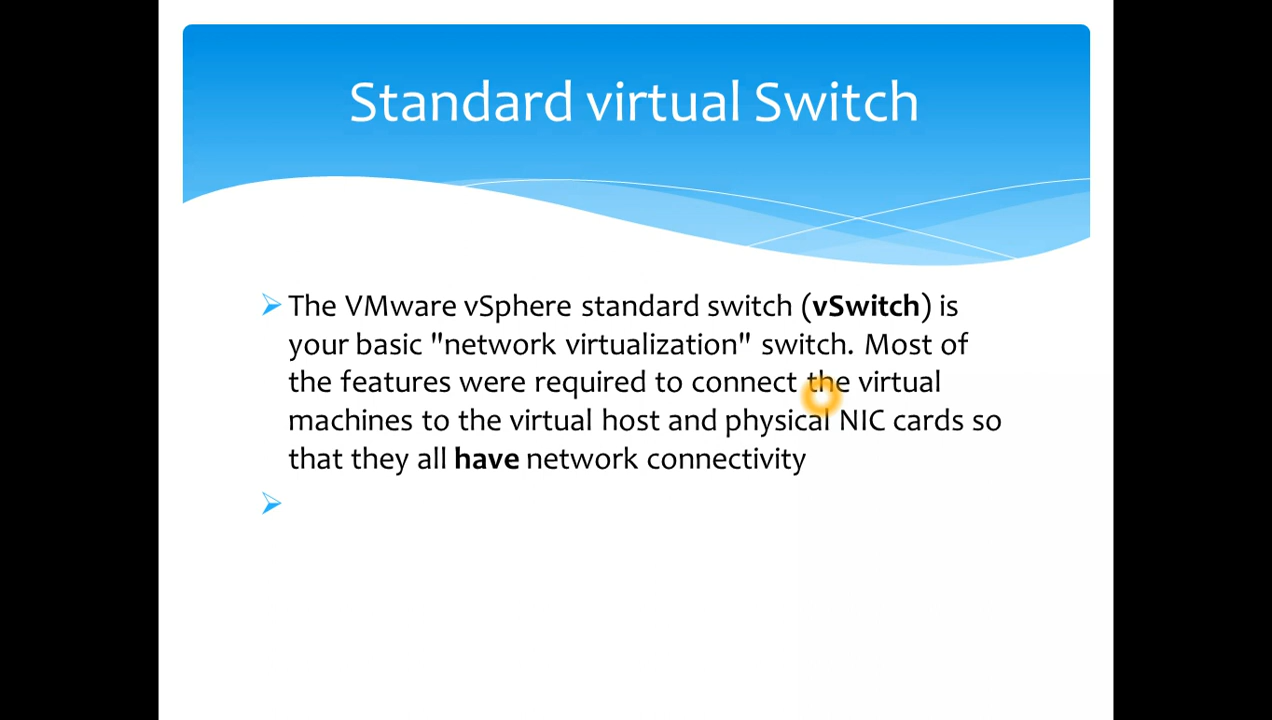 Standard virtual Switch
The VMware vSphere standard switch (vSwitch) is
your basic "network virtualization" switch. Most of
the features were required to connect the virtual
machines to the virtual host and physical NIC cards so
that they all have network connectivity